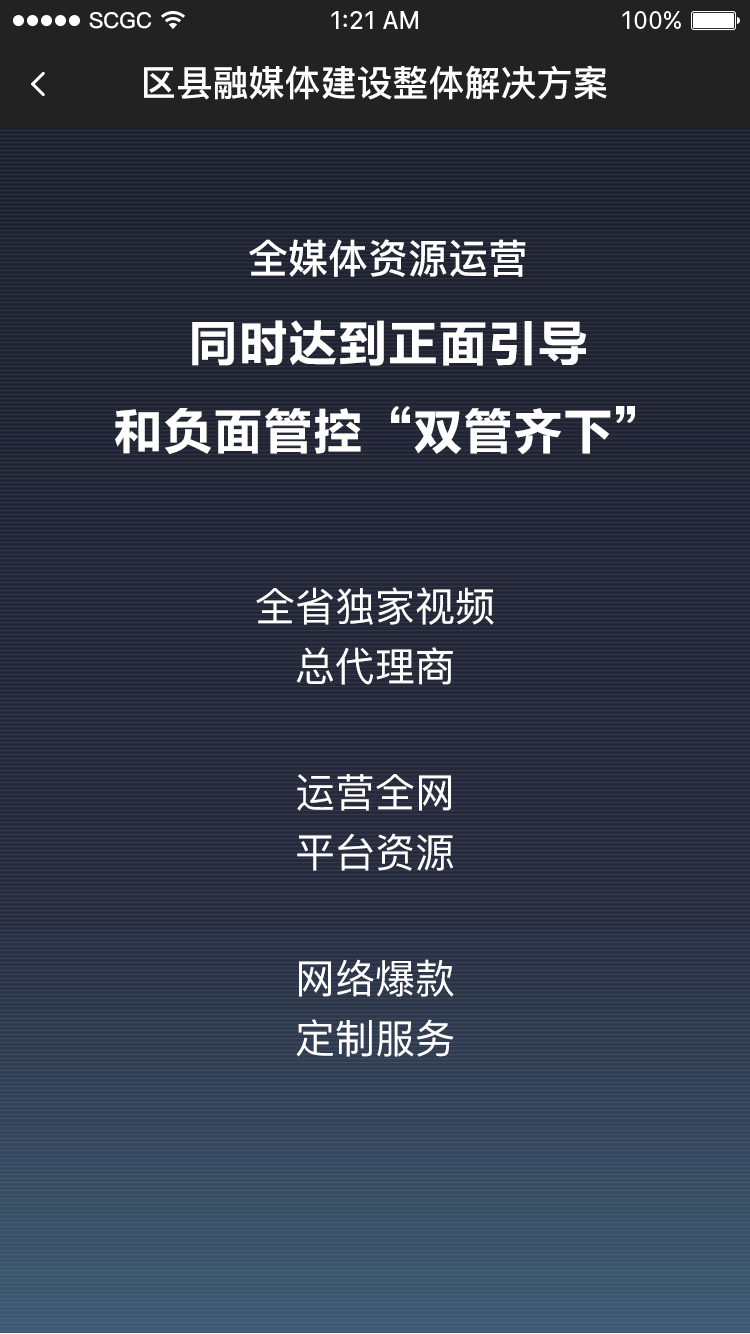 SCGC 1:21 AM 100%
区县融媒体建设整体解决方案
全媒体资源运营
同时达到正面引导
和负面管控“双管齐下”
全省独家视频
总代理商
运营全网
平台资源
网络爆款
定制服务